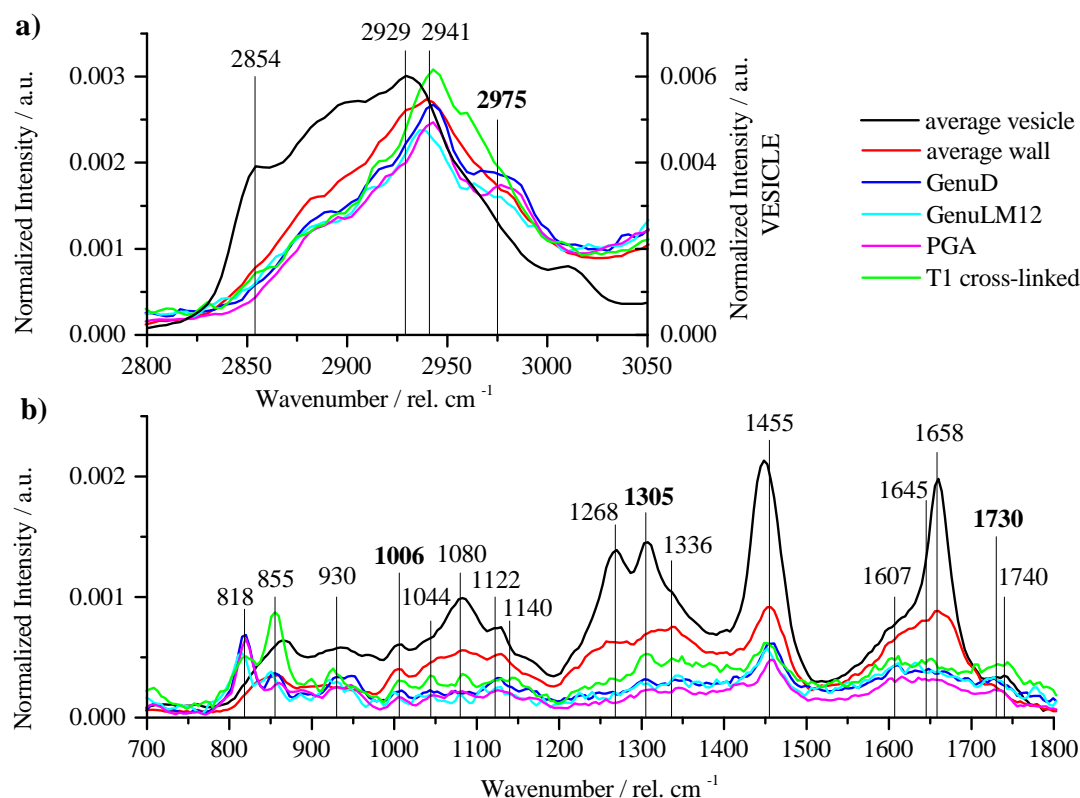 a)
2929 2941
2854
2975
0.003
0.002
0.001
0.000
Normalized Intensity / a.u.
0.006
0.004
0.002
0.000
Normalized Intensity / a.u.
VESICLE
2800 2850 2900 2950 3000 3050
Wavenumber / rel. cm -1
average vesicle
average wall
GenuD
GenuLM12
PGA
T1 cross-linked
b)
1455
1658
1645
1305
1268
1730
1336
1006 1080
1607
855 930
1044 1122
1740
818
1140
0.002
0.001
0.000
Normalized Intensity / a.u.
700 800 900 1000 1100 1200 1300 1400 1500 1600 1700 1800
Wavenumber / rel. cm -1